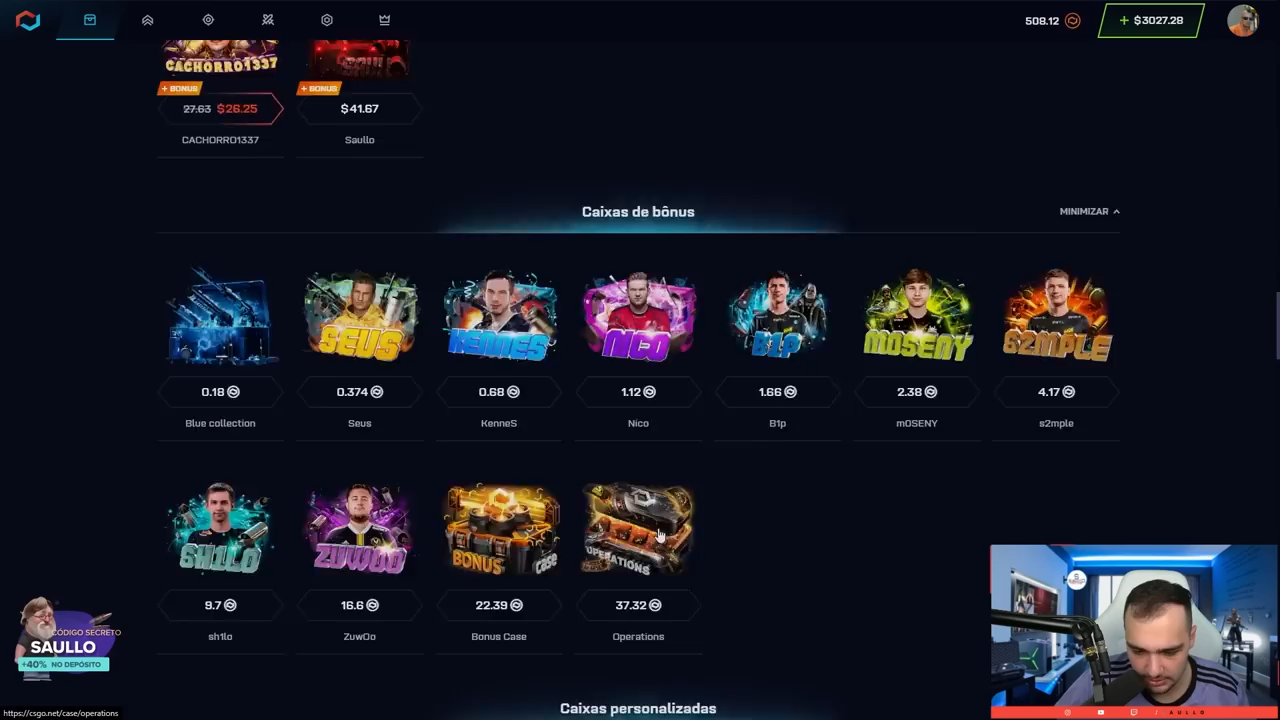 508.12
+ $3027.28
CACHORRO1337
+ BONUS
+ BONUS
27.63 $26.25
$41.67
CACHORRO1337
Saullo
Caixas de bônus
MINIMIZAR
SEUS
KENNES
NICO
B1P
MOSENY
S2MPLE
0.18
0.374
0.68
1.12
1.66
2.38
4.17
Blue collection
Seus
KenneS
Nico
B1p
m0SENY
s2mple
SH1LO
ZUWOO
BONUS
CASE
OPERATIONS
9.7
16.6
22.39
37.32
sh1lo
ZuwOo
Bonus Case
Operations
CÓDIGO SECRETO
SAULLO
+40% NO DEPÓSITO
Caixas personalizadas
https://csgo.net/case/operations